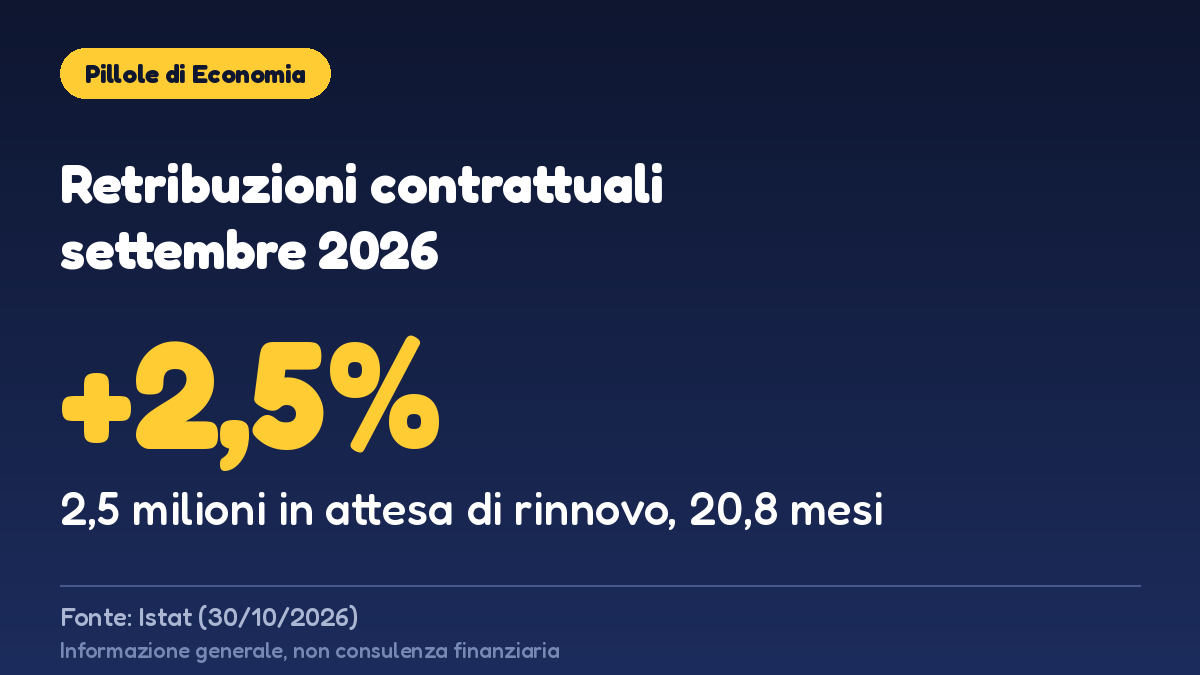 Pillole di Economia
Retribuzioni contrattuali
settembre 2026
+2,5%
2,5 milioni in attesa di rinnovo, 20,8 mesi
Fonte: Istat (30/10/2026)
Informazione generale, non consulenza finanziaria